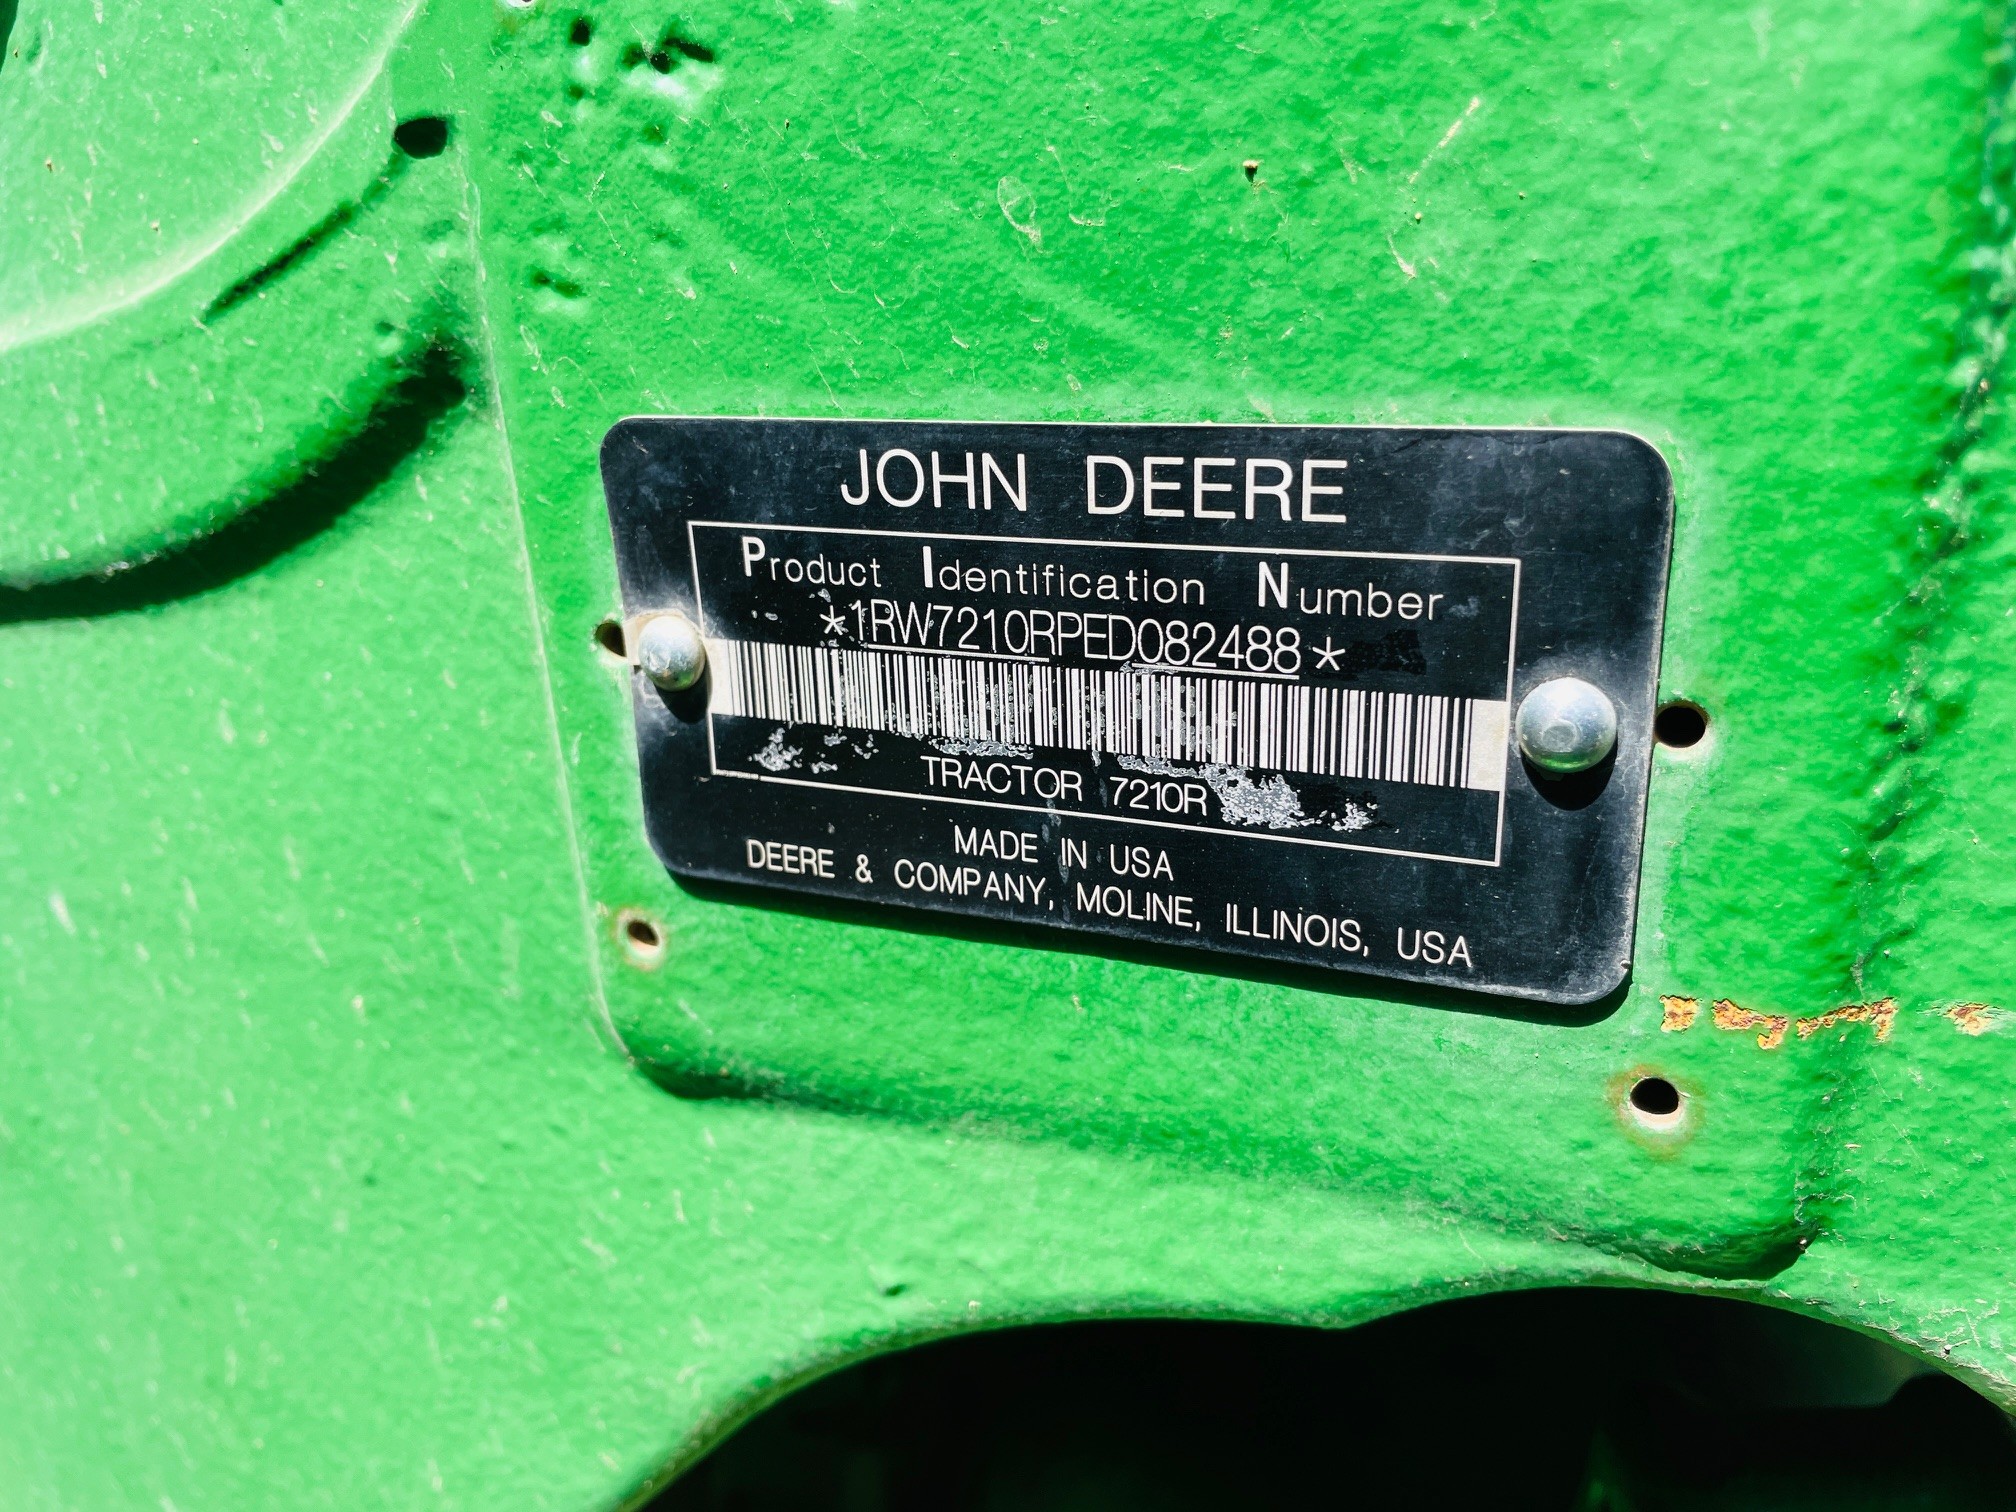 JOHN DEERE
Product Identification Number
*1RW7210RPED082488*
TRACTOR 7210R
MADE IN USA
DEERE & COMPANY, MOLINE, ILLINOIS, USA